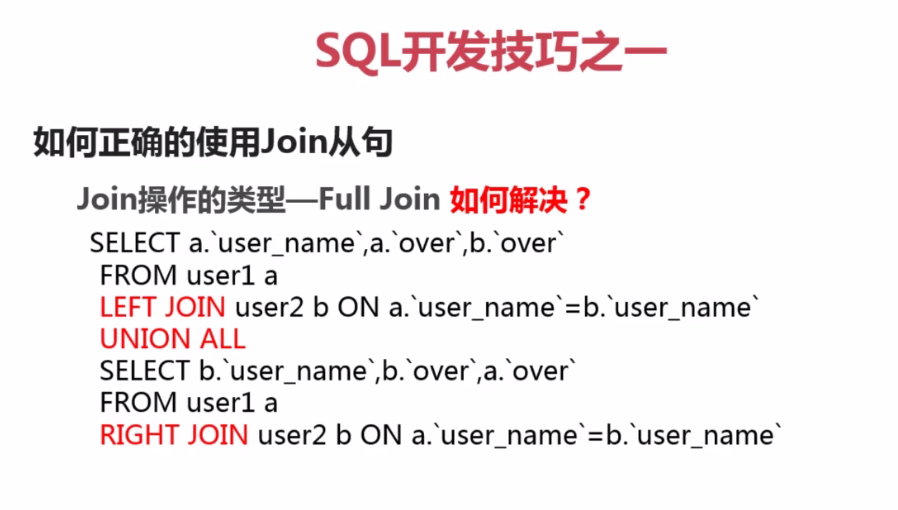 SQL开发技巧之一
如何正确的使用Join从句
Join操作的类型—Full Join 如何解决？
SELECT a.`user_name`,a.`over`,b.`over`
FROM user1 a
LEFT JOIN user2 b ON a.`user_name`=b.`user_name`
UNION ALL
SELECT b.`user_name`,b.`over`,a.`over`
FROM user1 a
RIGHT JOIN user2 b ON a.`user_name`=b.`user_name`